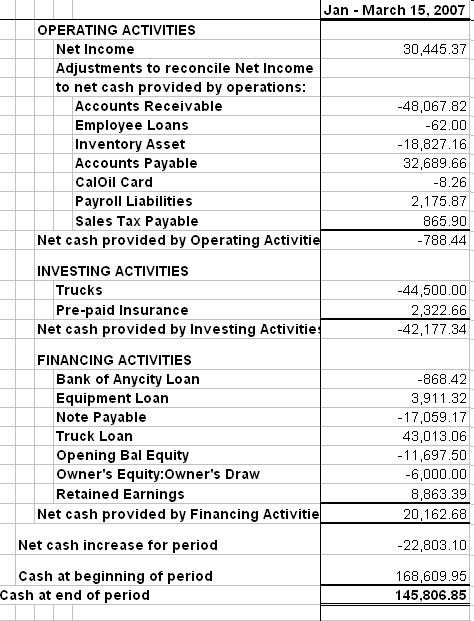 Jan - March 15, 2007
OPERATING ACTIVITIES
Net Income 30,445.37
Adjustments to reconcile Net Income
to net cash provided by operations:
Accounts Receivable -48,067.82
Employee Loans -62.00
Inventory Asset -18,827.16
Accounts Payable 32,689.66
CalOil Card -8.26
Payroll Liabilities 2,175.87
Sales Tax Payable 865.90
Net cash provided by Operating Activitie -788.44
INVESTING ACTIVITIES
Trucks -44,500.00
Pre-paid Insurance 2,322.66
Net cash provided by Investing Activities -42,177.34
FINANCING ACTIVITIES
Bank of Anycity Loan -868.42
Equipment Loan 3,911.32
Note Payable -17,059.17
Truck Loan 43,013.06
Opening Bal Equity -11,697.50
Owner's Equity:Owner's Draw -6,000.00
Retained Earnings 8,863.39
Net cash provided by Financing Activitie 20,162.68
Net cash increase for period -22,803.10
Cash at beginning of period 168,609.95
Cash at end of period 145,806.85